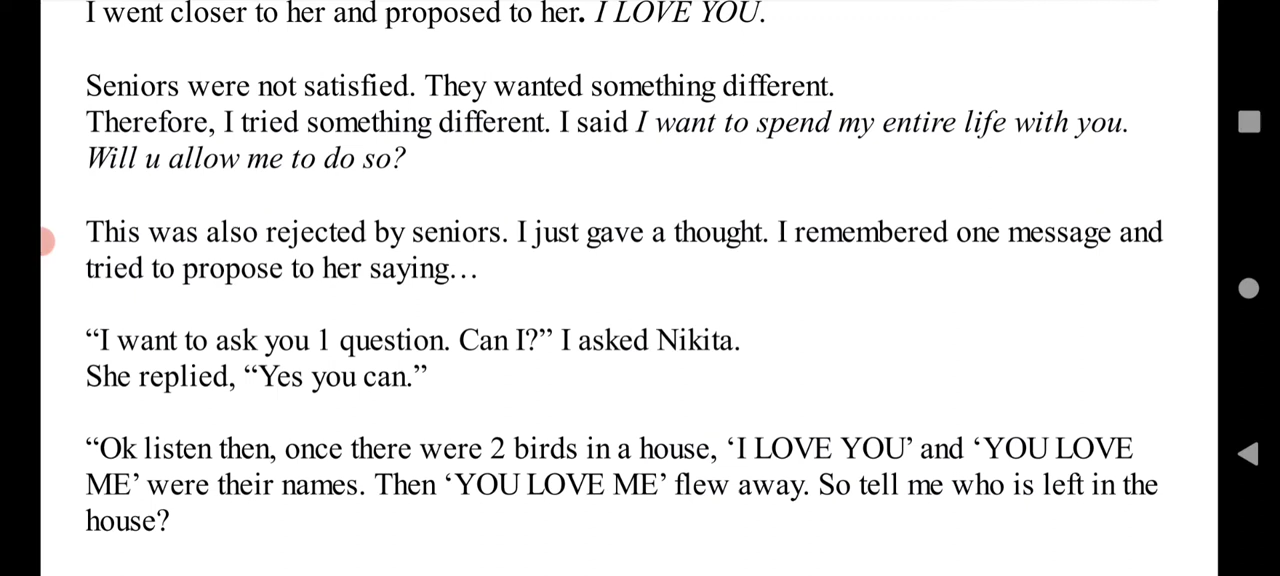 I went closer to her and proposed to her. I LOVE YOU.
Seniors were not satisfied. They wanted something different.
Therefore, I tried something different. I said I want to spend my entire life with you.
Will u allow me to do so?
This was also rejected by seniors. I just gave a thought. I remembered one message and
tried to propose to her saying…
“I want to ask you 1 question. Can I?” I asked Nikita.
She replied, “Yes you can.”
“Ok listen then, once there were 2 birds in a house, ‘I LOVE YOU’ and ‘YOU LOVE
ME’ were their names. Then ‘YOU LOVE ME’ flew away. So tell me who is left in the
house?